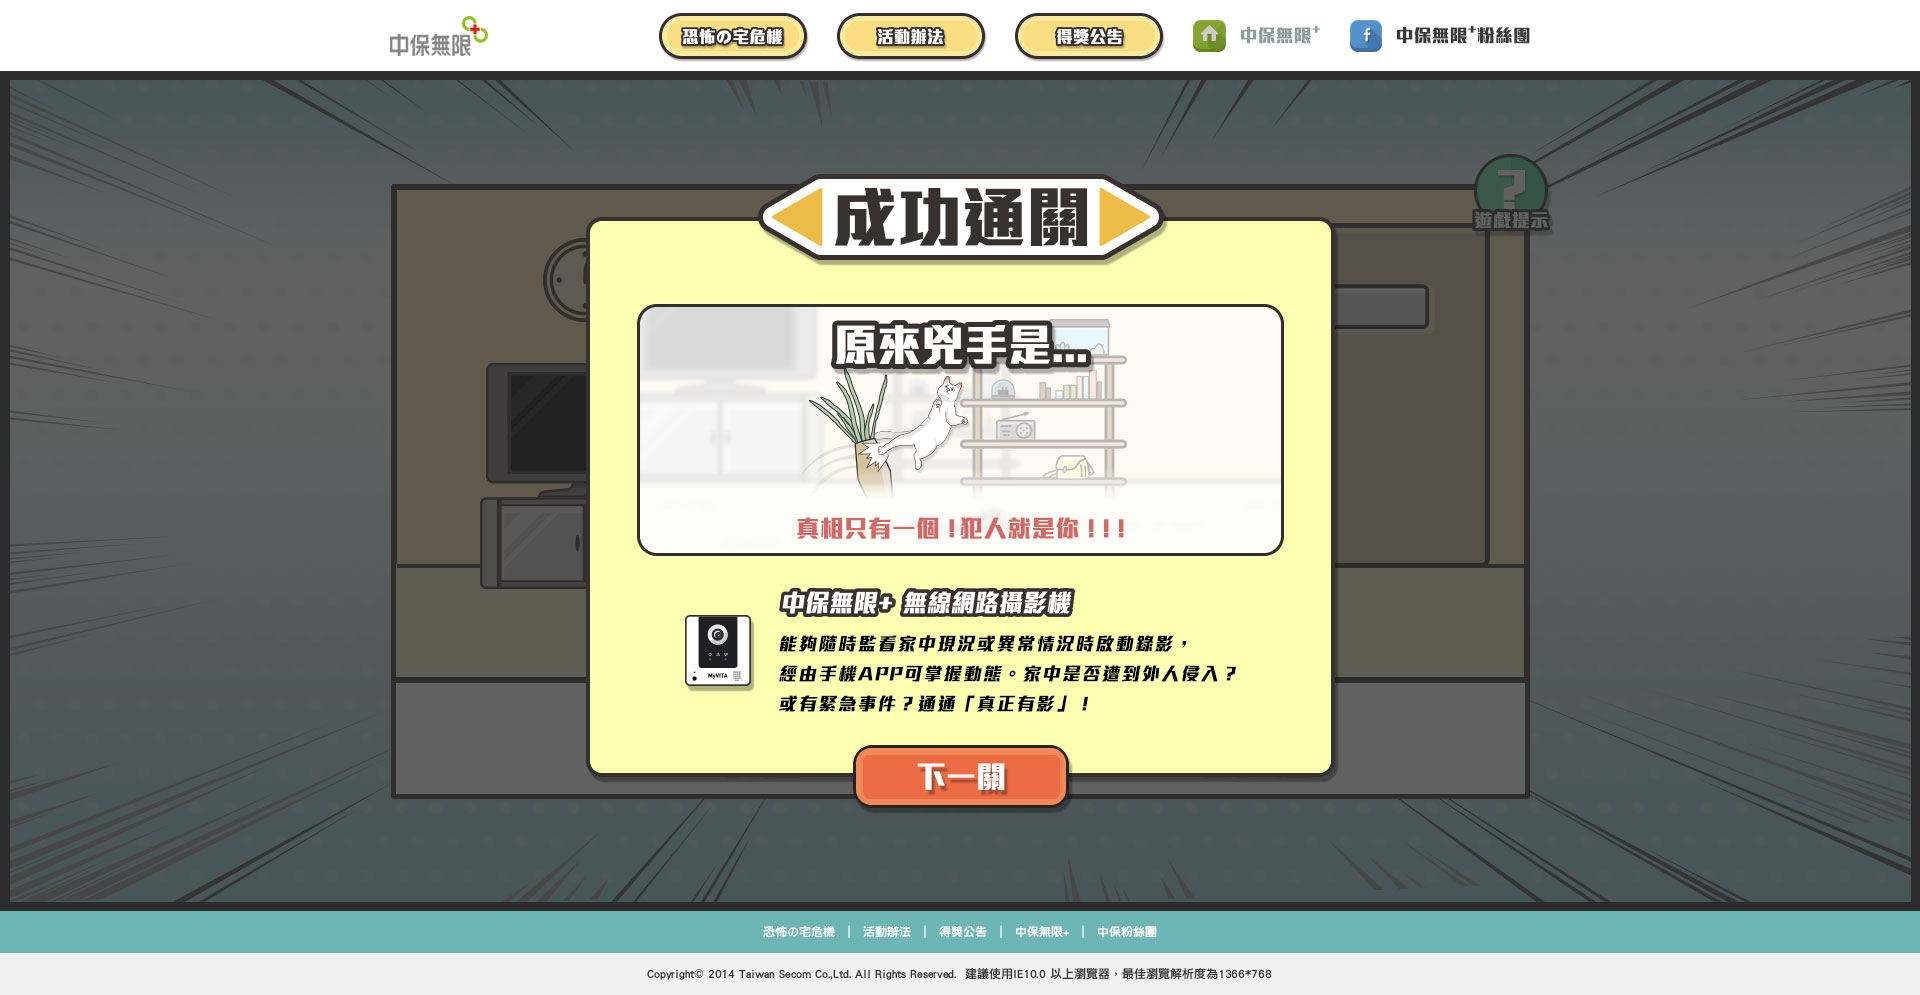 中保無限
恐怖の宅危機
活動辦法
得獎公告
中保無限+
f
中保無限+粉絲團
?
遊戲提示
成功通關
原來兇手是...
真相只有一個！犯人就是你！！！
中保無限+ 無線網路攝影機
能夠隨時監看家中現況或異常情況時啟動錄影，
經由手機APP可掌握動態。家中是否遭到外人侵入？
或有緊急事件？通通「真正有影」！
MyVITA
下一關
恐怖の宅危機 | 活動辦法 | 得獎公告 | 中保無限+ | 中保粉絲團
Copyright© 2014 Taiwan Secom Co.,Ltd. All Rights Reserved. 建議使用IE10.0 以上瀏覽器，最佳瀏覽解析度為1366*768